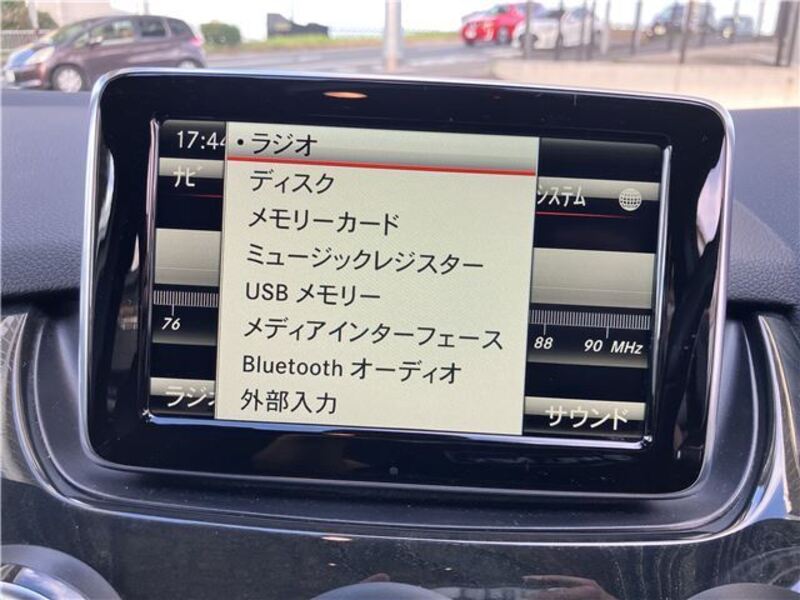 17:44
ナビ
システム
• ラジオ
ディスク
メモリーカード
ミュージックレジスター
USB メモリー
メディアインターフェース
Bluetooth オーディオ
外部入力
76
88 90 MHz
ラジ
サウンド